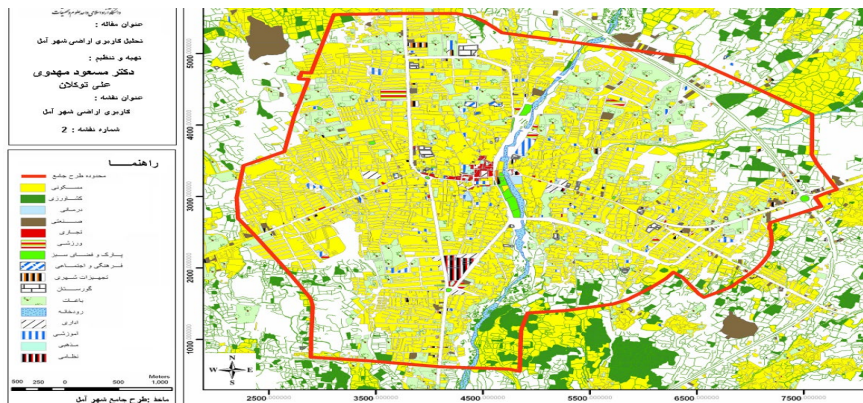 عنوان مقاله :
تحلیل کاربری اراضی شهر آمل
تهیه و تنظیم :
دکتر مسعود مهدوی
علی توکلان
عنوان نقشه :
کاربری اراضی شهر آمل
شماره نقشه : 2
راهنمــــا
محدوده طرح جامع
مسکونی
کشاورزی
درمانی
صنعتی
تجاری
ورزشی
پارک و فضای سبز
فرهنگی و اجتماعی
تجهیزات شهری
گورستان
باغات
رودخانه
اداری
آموزشی
مذهبی
نظامی
Meters
500 250 0 500 1,000
ماخذ :طرح جامع شهر آمل
5000
4000
3000
2000
1000
N
W E
S
2500 3500 4500 5500 6500 7500